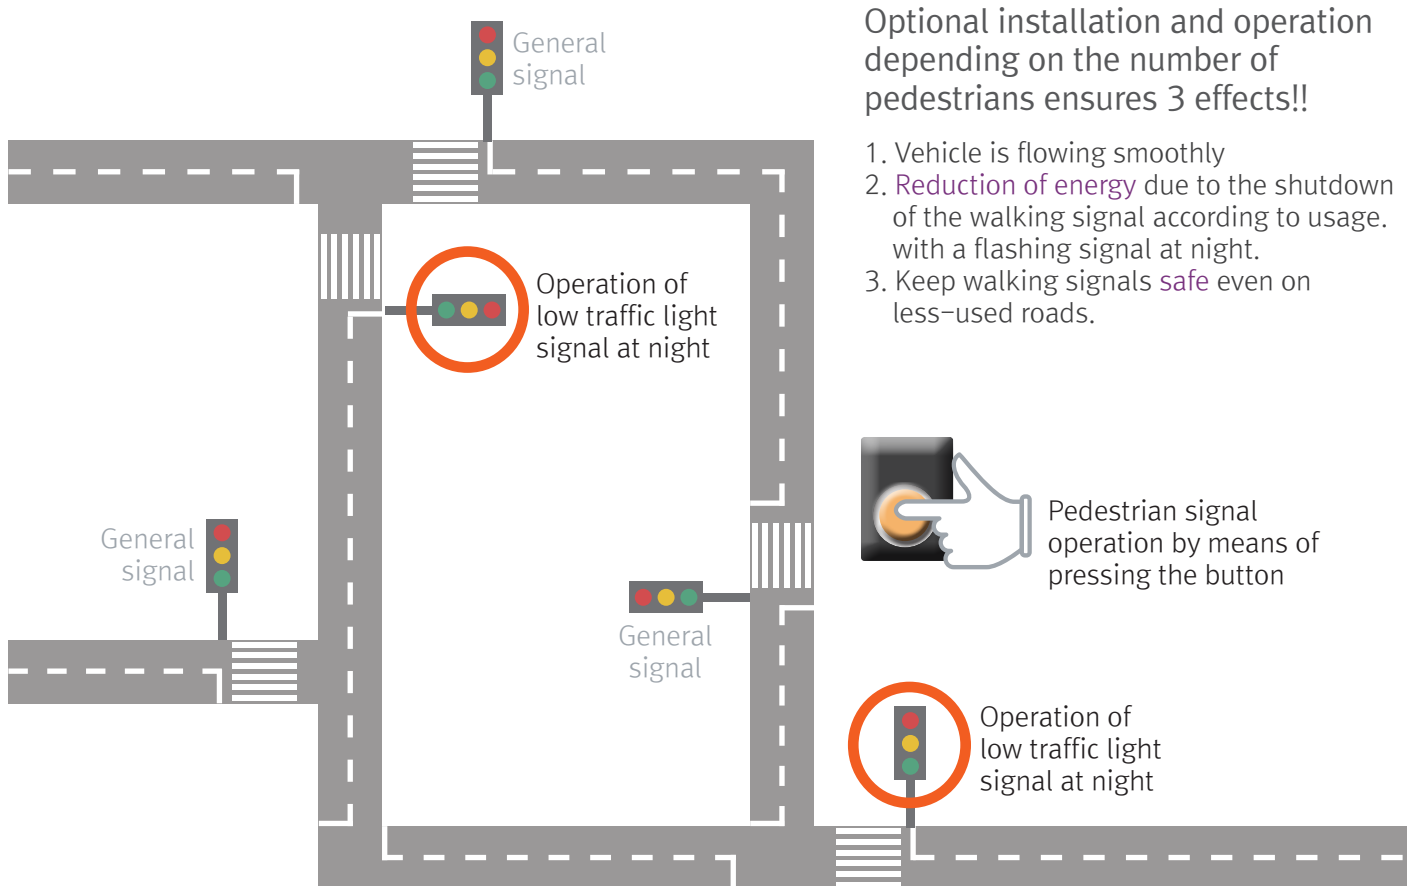 General
signal
Optional installation and operation
depending on the number of
pedestrians ensures 3 effects!!
1. Vehicle is flowing smoothly
2. Reduction of energy due to the shutdown
of the walking signal according to usage.
with a flashing signal at night.
3. Keep walking signals safe even on
less-used roads.
Operation of
low traffic light
signal at night
General
signal
Pedestrian signal
operation by means of
pressing the button
General
signal
Operation of
low traffic light
signal at night